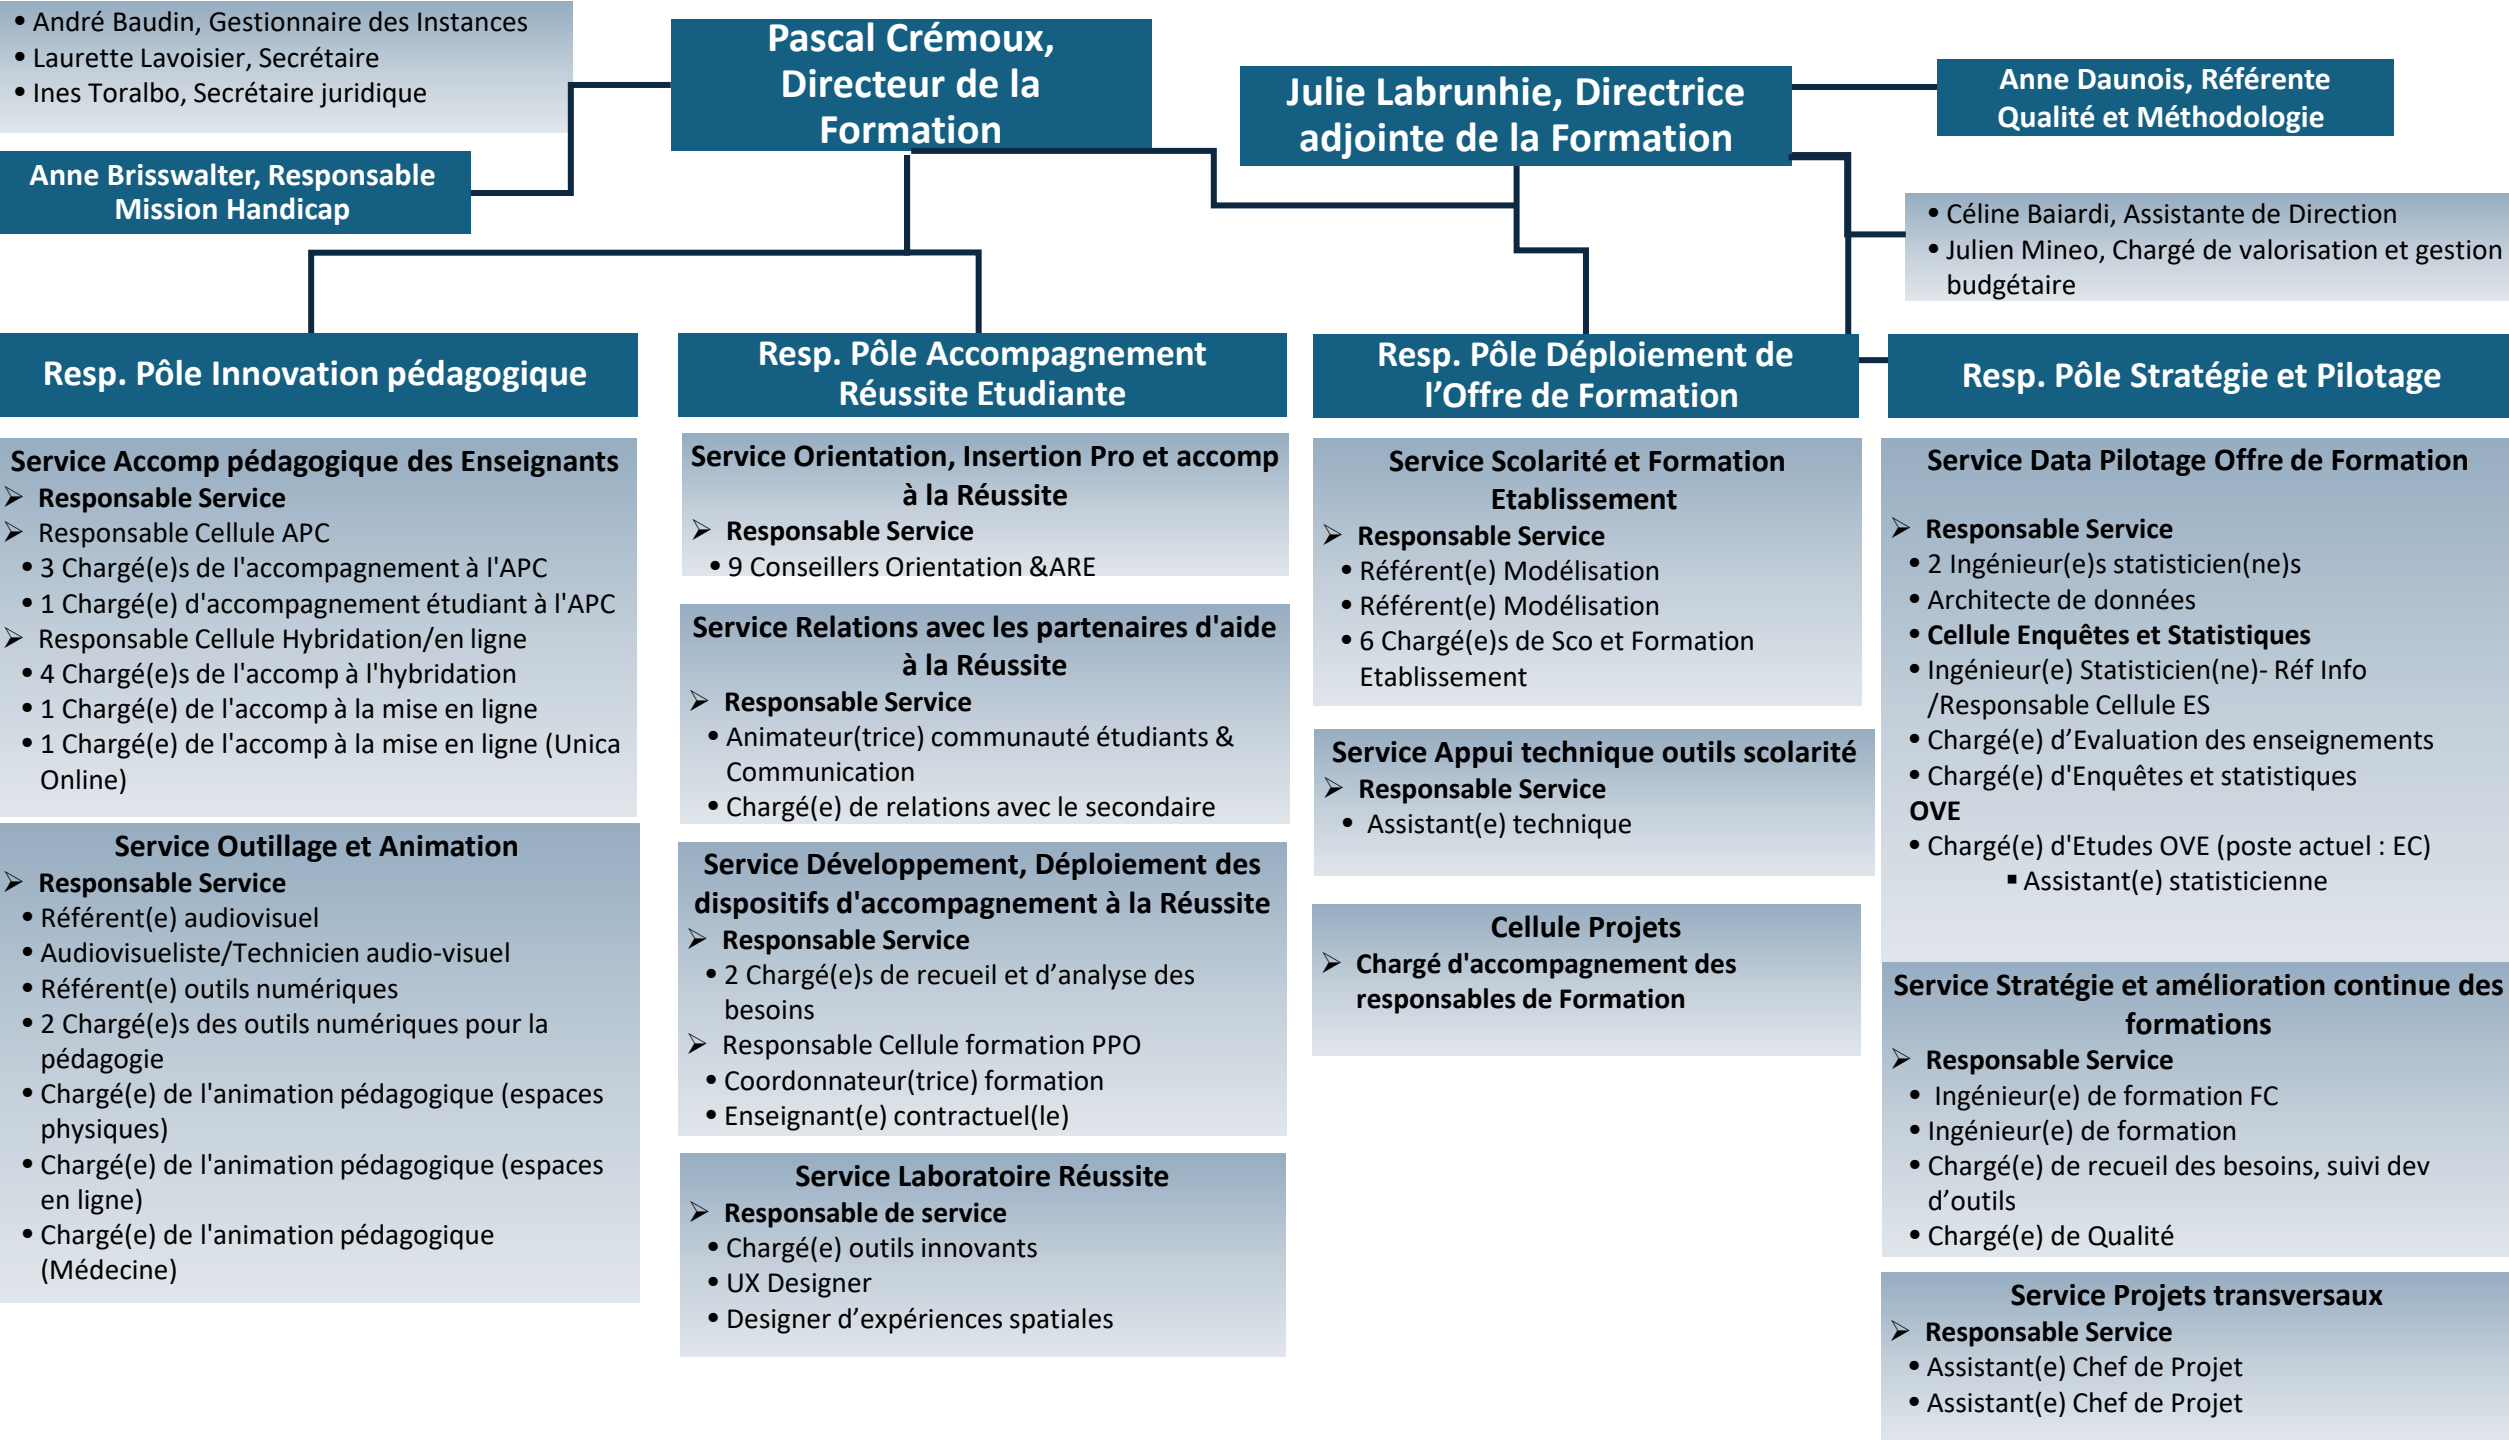 • André Baudin, Gestionnaire des Instances
• Laurette Lavoisier, Secrétaire
• Ines Toralbo, Secrétaire juridique
Pascal Crémoux,
Directeur de la
Formation
Julie Labrunhie, Directrice
adjointe de la Formation
Anne Daunois, Référente
Qualité et Méthodologie
Anne Brisswalter, Responsable
Mission Handicap
• Céline Baiardi, Assistante de Direction
• Julien Mineo, Chargé de valorisation et gestion
budgétaire
Resp. Pôle Innovation pédagogique
Resp. Pôle Accompagnement
Réussite Etudiante
Resp. Pôle Déploiement de
l’Offre de Formation
Resp. Pôle Stratégie et Pilotage
Service Accomp pédagogique des Enseignants
➢ Responsable Service
➢ Responsable Cellule APC
• 3 Chargé(e)s de l'accompagnement à l'APC
• 1 Chargé(e) d'accompagnement étudiant à l'APC
➢ Responsable Cellule Hybridation/en ligne
• 4 Chargé(e)s de l'accomp à l'hybridation
• 1 Chargé(e) de l'accomp à la mise en ligne
• 1 Chargé(e) de l'accomp à la mise en ligne (Unica
Online)
Service Outillage et Animation
➢ Responsable Service
• Référent(e) audiovisuel
• Audiovisueliste/Technicien audio-visuel
• Référent(e) outils numériques
• 2 Chargé(e)s des outils numériques pour la
pédagogie
• Chargé(e) de l'animation pédagogique (espaces
physiques)
• Chargé(e) de l'animation pédagogique (espaces
en ligne)
• Chargé(e) de l'animation pédagogique
(Médecine)
Service Orientation, Insertion Pro et accomp
à la Réussite
➢ Responsable Service
• 9 Conseillers Orientation &ARE
Service Relations avec les partenaires d'aide
à la Réussite
➢ Responsable Service
• Animateur(trice) communauté étudiants &
Communication
• Chargé(e) de relations avec le secondaire
Service Développement, Déploiement des
dispositifs d'accompagnement à la Réussite
➢ Responsable Service
• 2 Chargé(e)s de recueil et d’analyse des
besoins
➢ Responsable Cellule formation PPO
• Coordonnateur(trice) formation
• Enseignant(e) contractuel(le)
Service Laboratoire Réussite
➢ Responsable de service
• Chargé(e) outils innovants
• UX Designer
• Designer d’expériences spatiales
Service Scolarité et Formation
Etablissement
➢ Responsable Service
• Référent(e) Modélisation
• Référent(e) Modélisation
• 6 Chargé(e)s de Sco et Formation
Etablissement
Service Appui technique outils scolarité
➢ Responsable Service
• Assistant(e) technique
Cellule Projets
➢ Chargé d'accompagnement des
responsables de Formation
Service Data Pilotage Offre de Formation
➢ Responsable Service
• 2 Ingénieur(e)s statisticien(ne)s
• Architecte de données
• Cellule Enquêtes et Statistiques
• Ingénieur(e) Statisticien(ne)- Réf Info
/Responsable Cellule ES
• Chargé(e) d’Evaluation des enseignements
• Chargé(e) d'Enquêtes et statistiques
OVE
• Chargé(e) d'Etudes OVE (poste actuel : EC)
▪ Assistant(e) statisticienne
Service Stratégie et amélioration continue des
formations
➢ Responsable Service
• Ingénieur(e) de formation FC
• Ingénieur(e) de formation
• Chargé(e) de recueil des besoins, suivi dev
d’outils
• Chargé(e) de Qualité
Service Projets transversaux
➢ Responsable Service
• Assistant(e) Chef de Projet
• Assistant(e) Chef de Projet